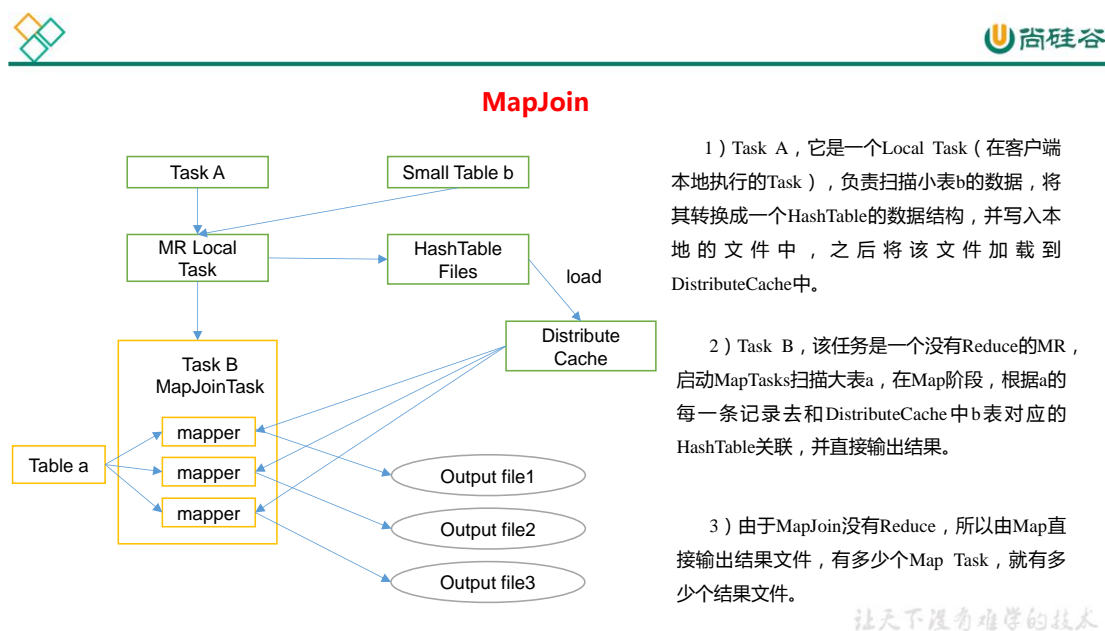 尚硅谷
MapJoin
Task A
Small Table b
MR Local
Task
HashTable
Files
load
Distribute
Cache
Task B
MapJoinTask
mapper
mapper
mapper
Table a
Output file1
Output file2
Output file3
1）Task A，它是一个Local Task（在客户端
本地执行的Task），负责扫描小表b的数据，将
其转换成一个HashTable的数据结构，并写入本
地的文件中，之后将该文件加载到
DistributeCache中。
2）Task B，该任务是一个没有Reduce的MR，
启动MapTasks扫描大表a，在Map阶段，根据a的
每一条记录去和DistributeCache中b表对应的
HashTable关联，并直接输出结果。
3）由于MapJoin没有Reduce，所以由Map直
接输出结果文件，有多少个Map Task，就有多
少个结果文件。
让天下没有难学的技术